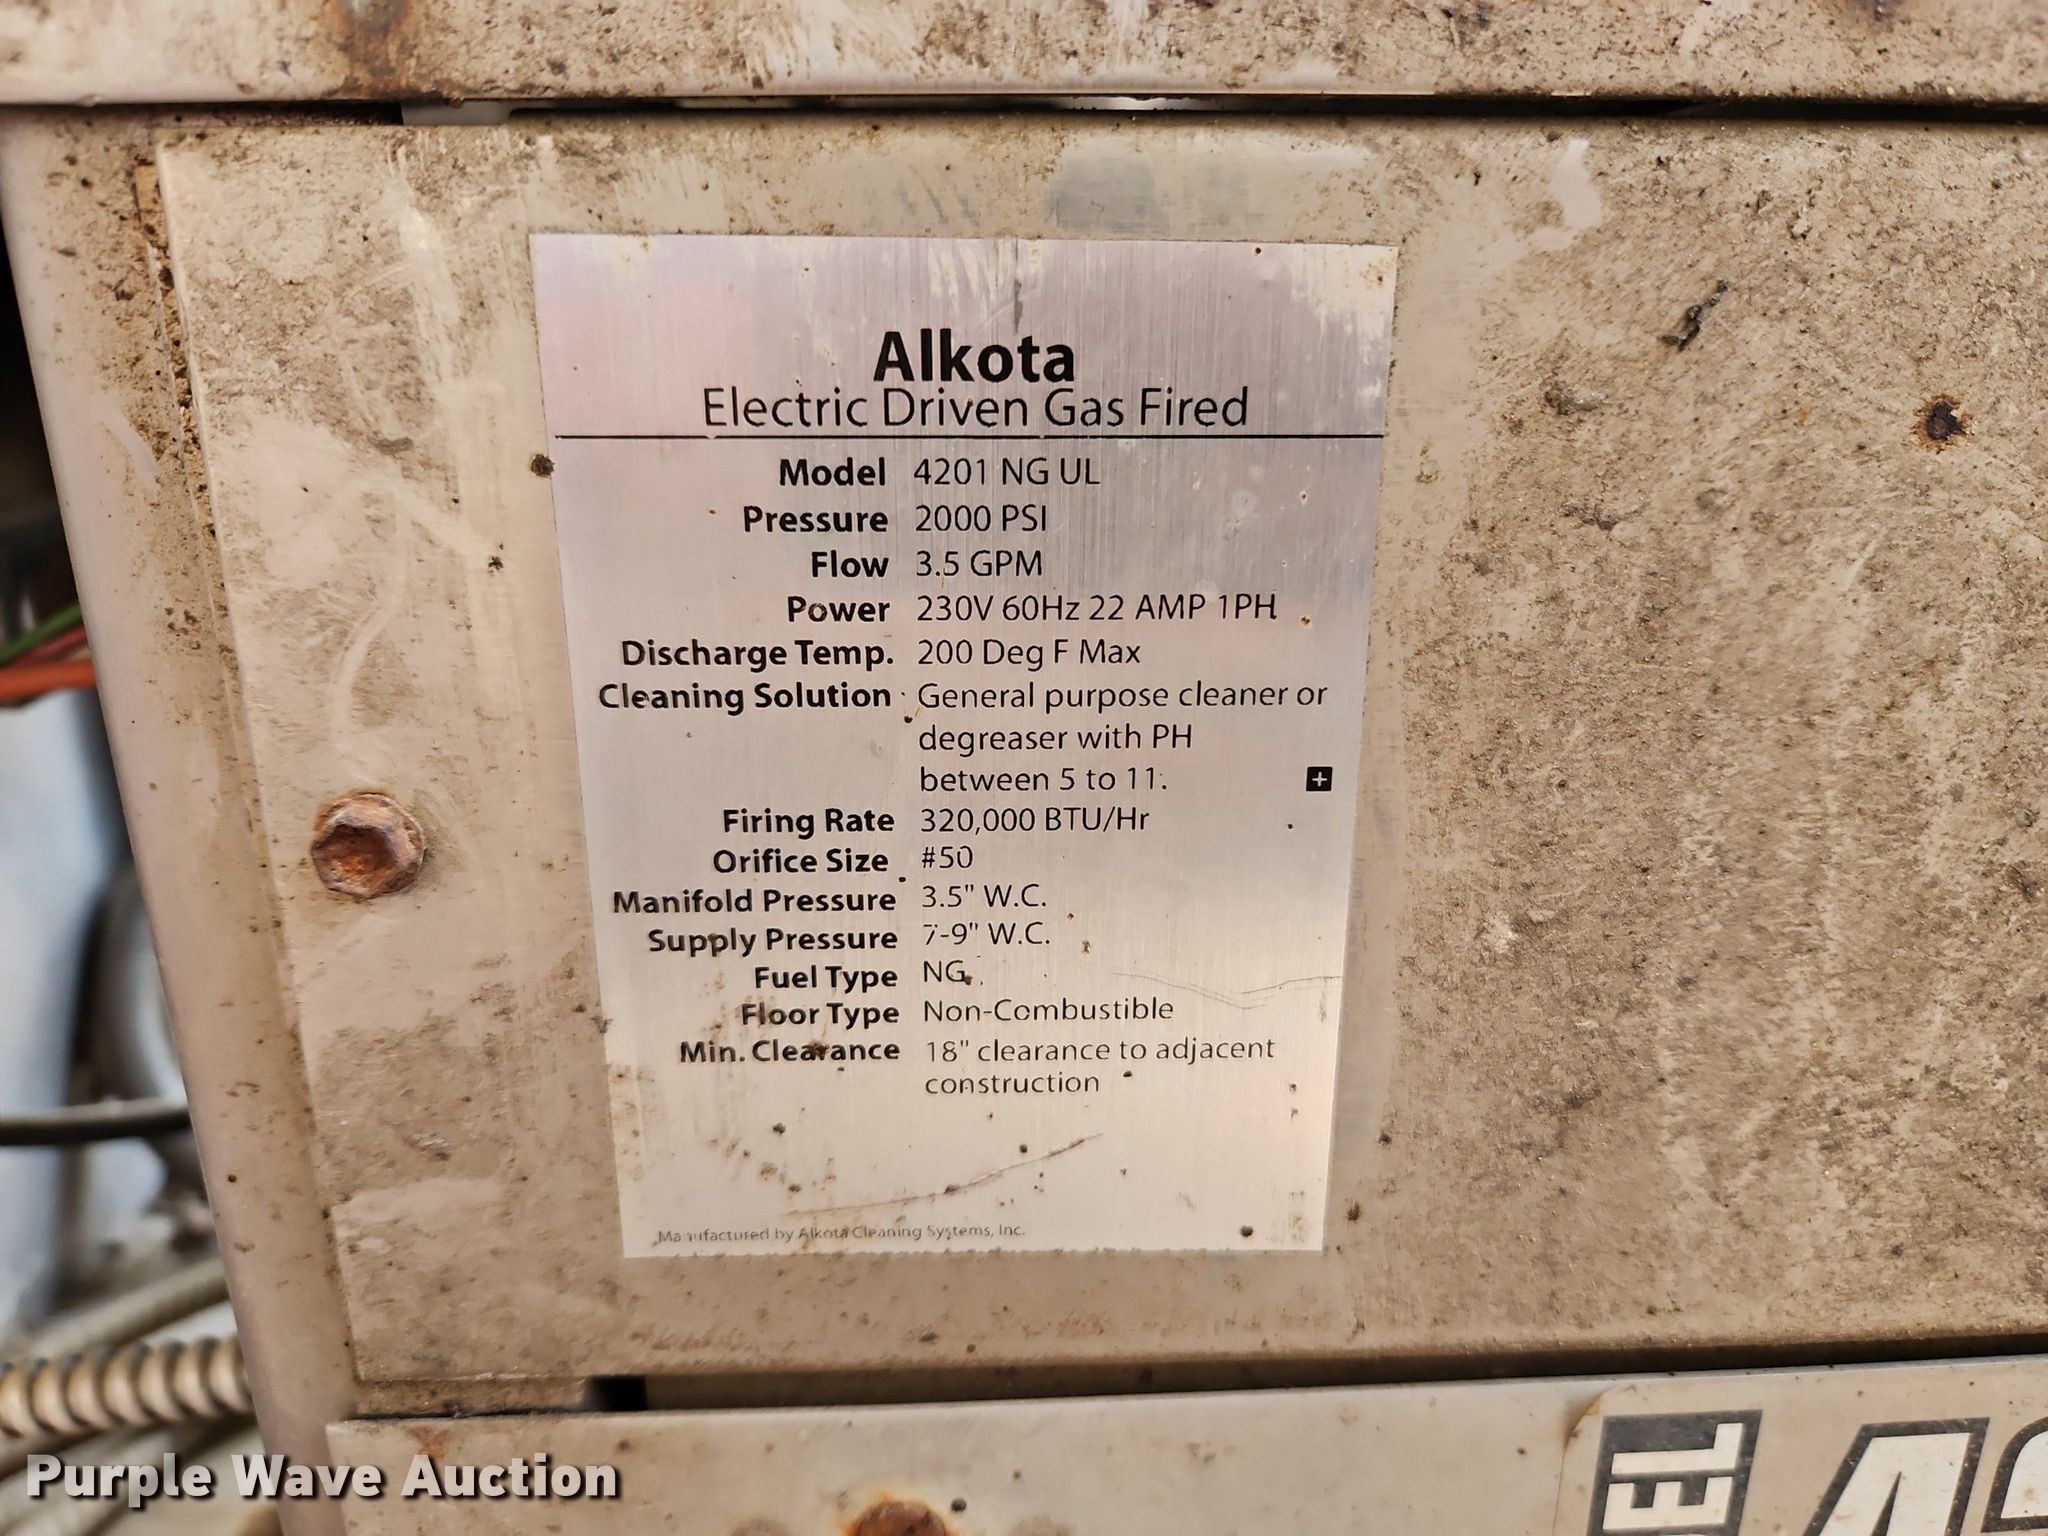 Alkota
Electric Driven Gas Fired
Model 4201 NG UL
Pressure 2000 PSI
Flow 3.5 GPM
Power 230V 60Hz 22 AMP 1PH
Discharge Temp. 200 Deg F Max
Cleaning Solution General purpose cleaner or
degreaser with PH
between 5 to 11.
Firing Rate 320,000 BTU/Hr
Orifice Size #50
Manifold Pressure 3.5" W.C.
Supply Pressure 7-9" W.C.
Fuel Type NG
Floor Type Non-Combustible
Min. Clearance 18" clearance to adjacent
construction
Manufactured by Alkota Cleaning Systems, Inc.
Purple Wave Auction